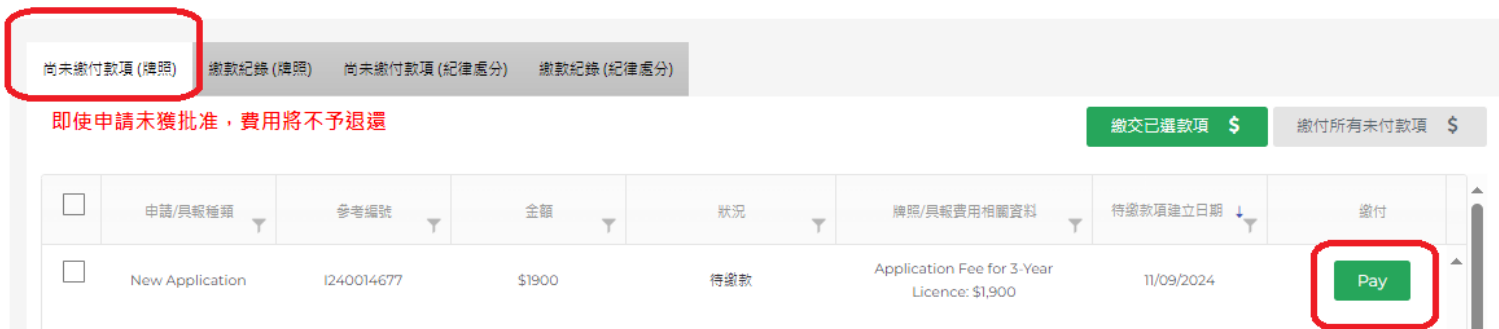 尚未繳付款項 (牌照) 繳款紀錄 (牌照) 尚未繳付款項 (紀律處分) 繳款紀錄 (紀律處分)
即使申請未獲批准，費用將不予退還
繳交已選款項 $ 繳付所有未付款項 $
申請/具報種類 參考編號 金額 狀況 牌照/具報費用相關資料 待繳款項建立日期 ↓ 繳付
New Application I240014677 $1900 待繳款 Application Fee for 3-Year Licence: $1,900 11/09/2024 Pay